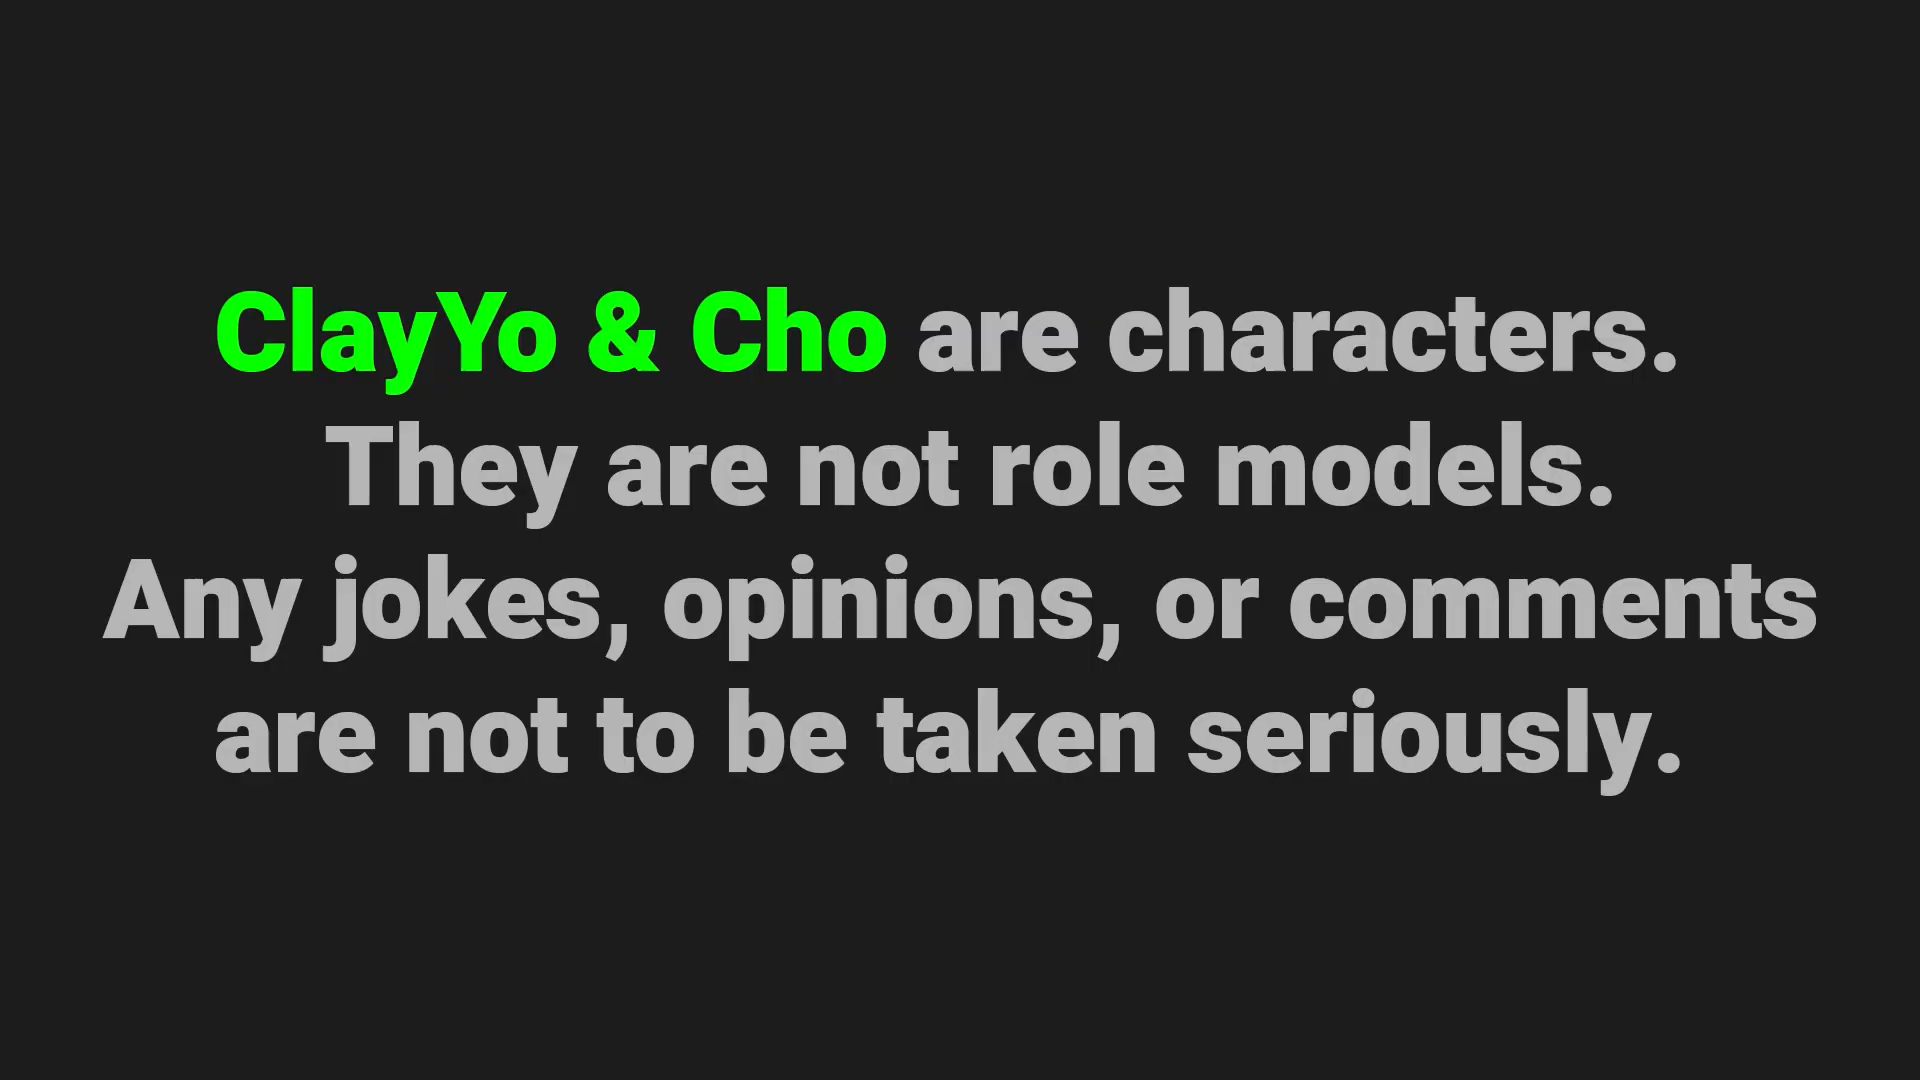 ClayYo & Cho are characters.
They are not role models.
Any jokes, opinions, or comments
are not to be taken seriously.